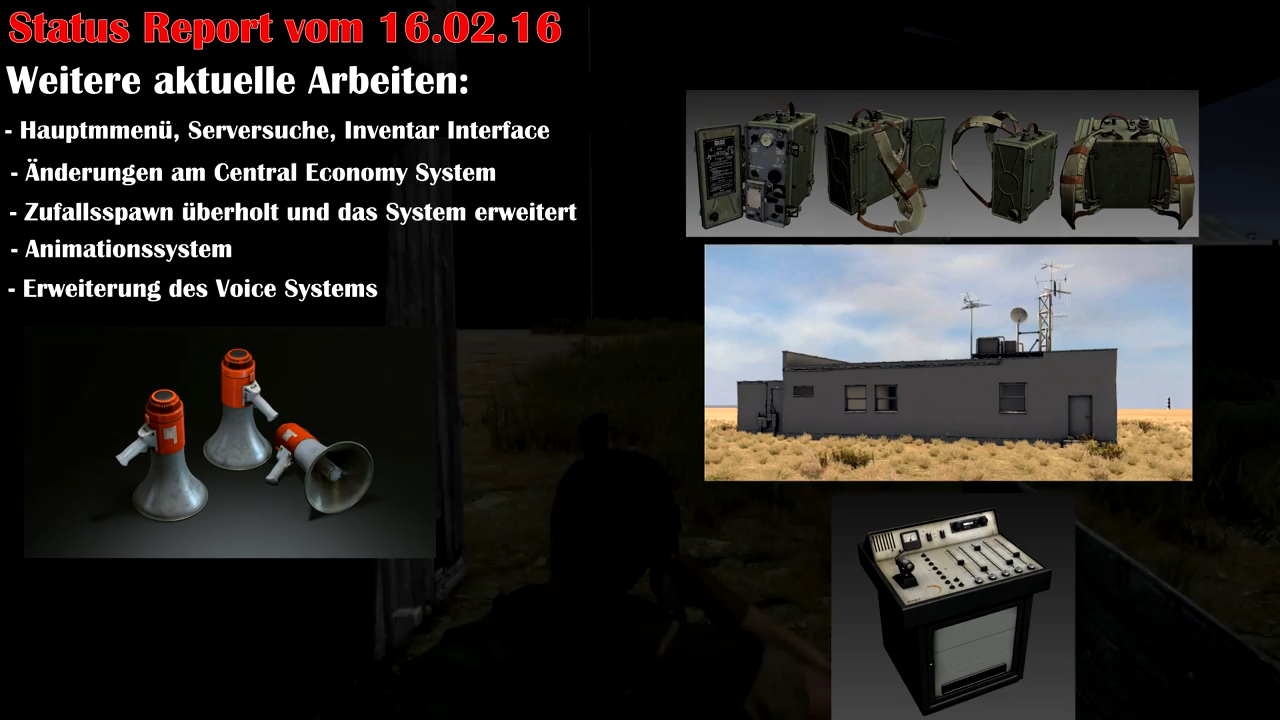 Status Report vom 16.02.16
Weitere aktuelle Arbeiten:
- Hauptmmenü, Serversuche, Inventar Interface
- Änderungen am Central Economy System
- Zufallsspawn überholt und das System erweitert
- Animationssystem
- Erweiterung des Voice Systems